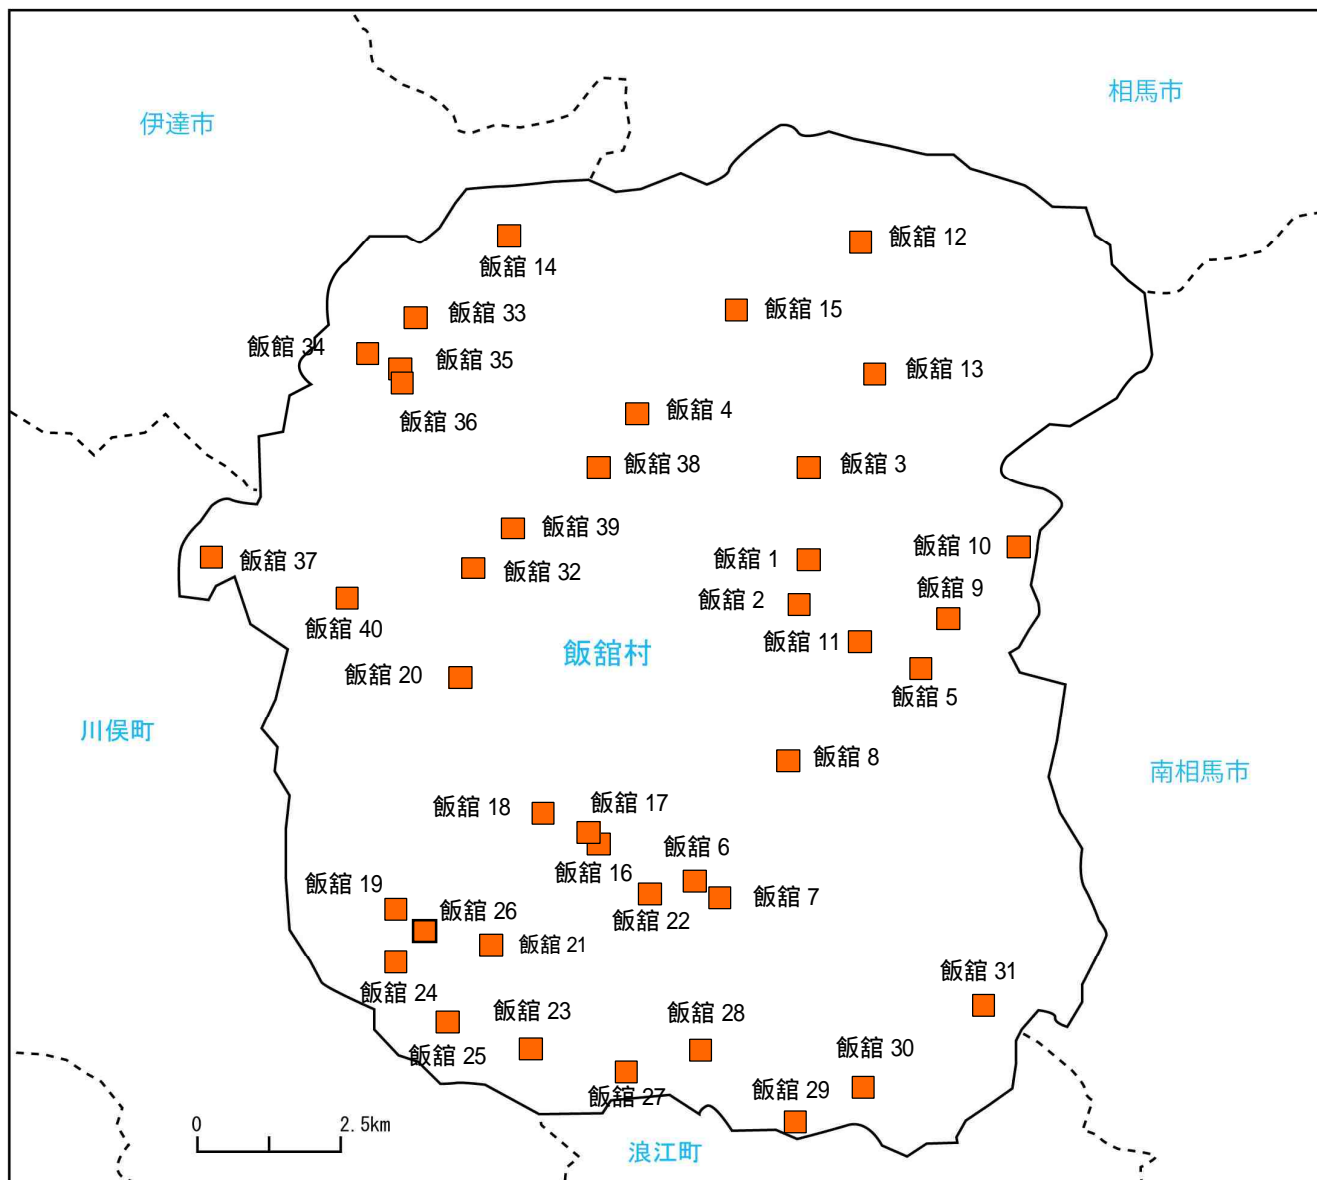 相馬市
伊達市
飯舘 12
飯舘 14
飯舘 33
飯舘 15
飯館 34
飯舘 35
飯舘 13
飯舘 36
飯舘 4
飯舘 38
飯舘 3
飯舘 39
飯舘 10
飯舘 37
飯舘 1
飯舘 32
飯舘 9
飯舘 2
飯舘 40
飯舘 11
飯舘村
飯舘 20
飯舘 5
川俣町
飯舘 8
南相馬市
飯舘 18
飯舘 17
飯舘 6
飯舘 16
飯舘 19
飯舘 7
飯舘 26
飯舘 22
飯舘 21
飯舘 24
飯舘 31
飯舘 23
飯舘 28
飯舘 25
飯舘 30
飯舘 27
飯舘 29
0 2.5km
浪江町